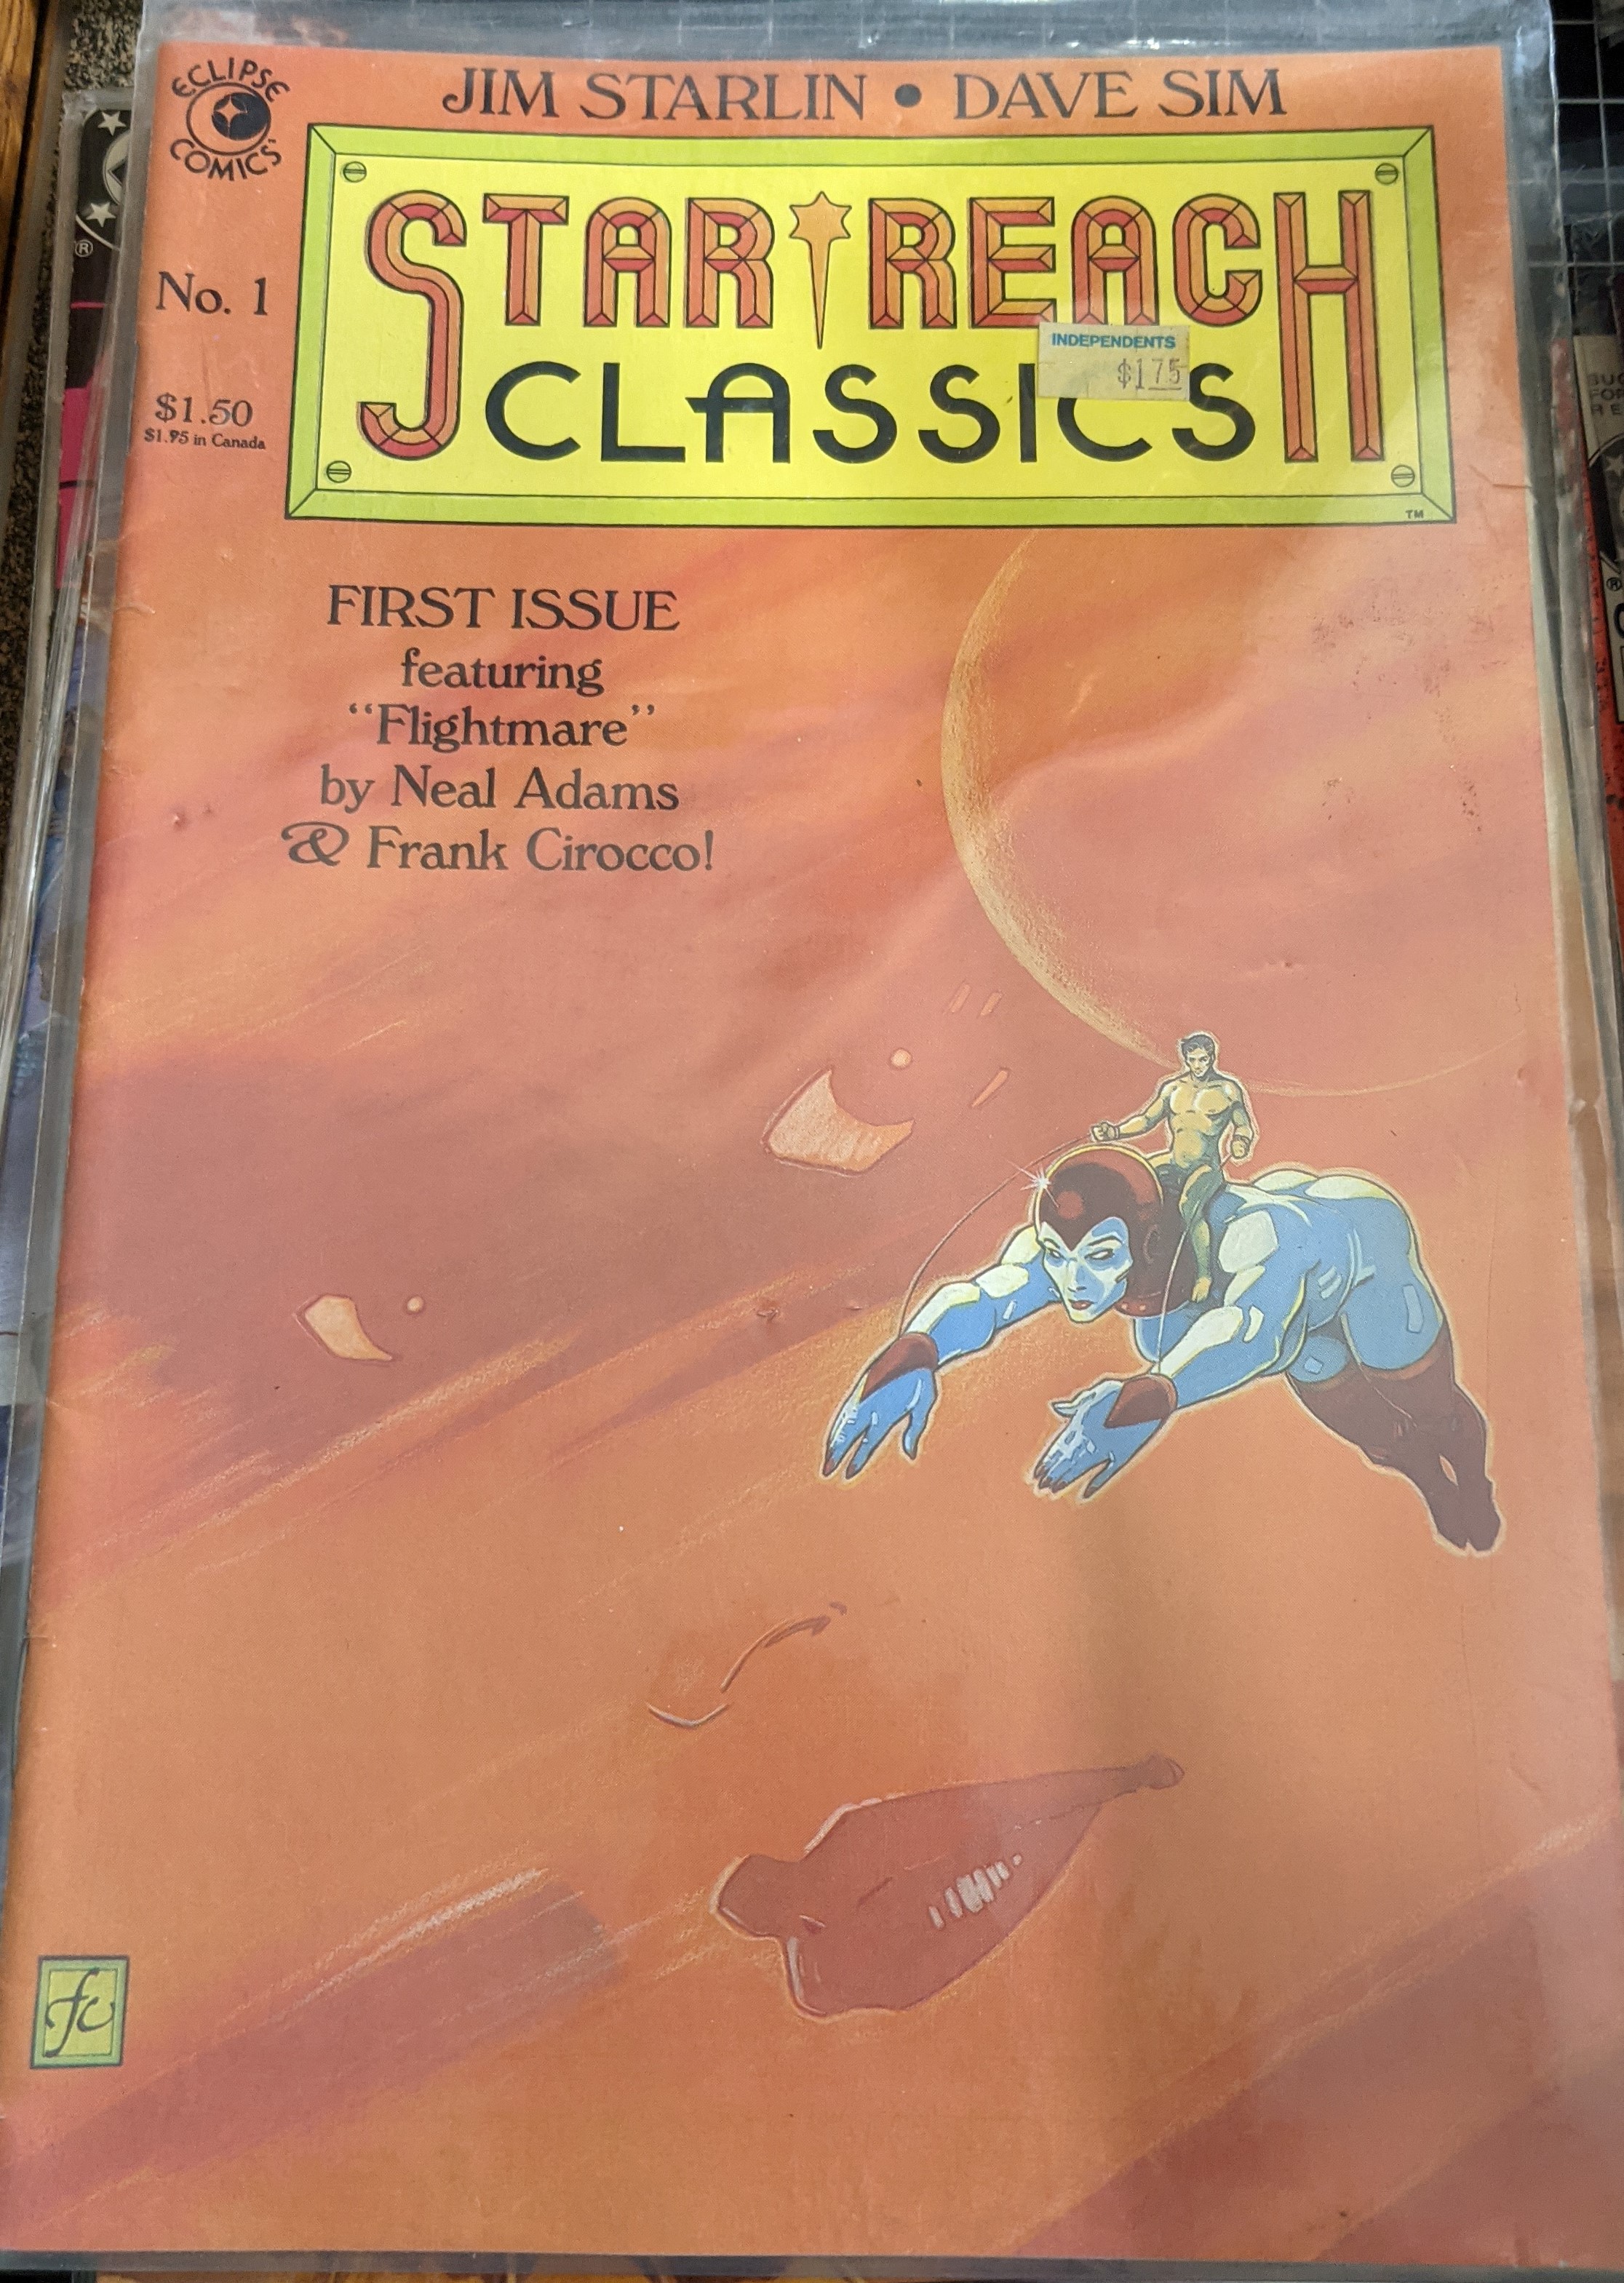 ECLIPSE
COMICS
JIM STARLIN • DAVE SIM
STAR REACH
CLASSICS
TM
INDEPENDENTS
$1.75
No. 1
$1.50
$1.95 in Canada
FIRST ISSUE
featuring
“Flightmare”
by Neal Adams
& Frank Cirocco!
fc
®
®